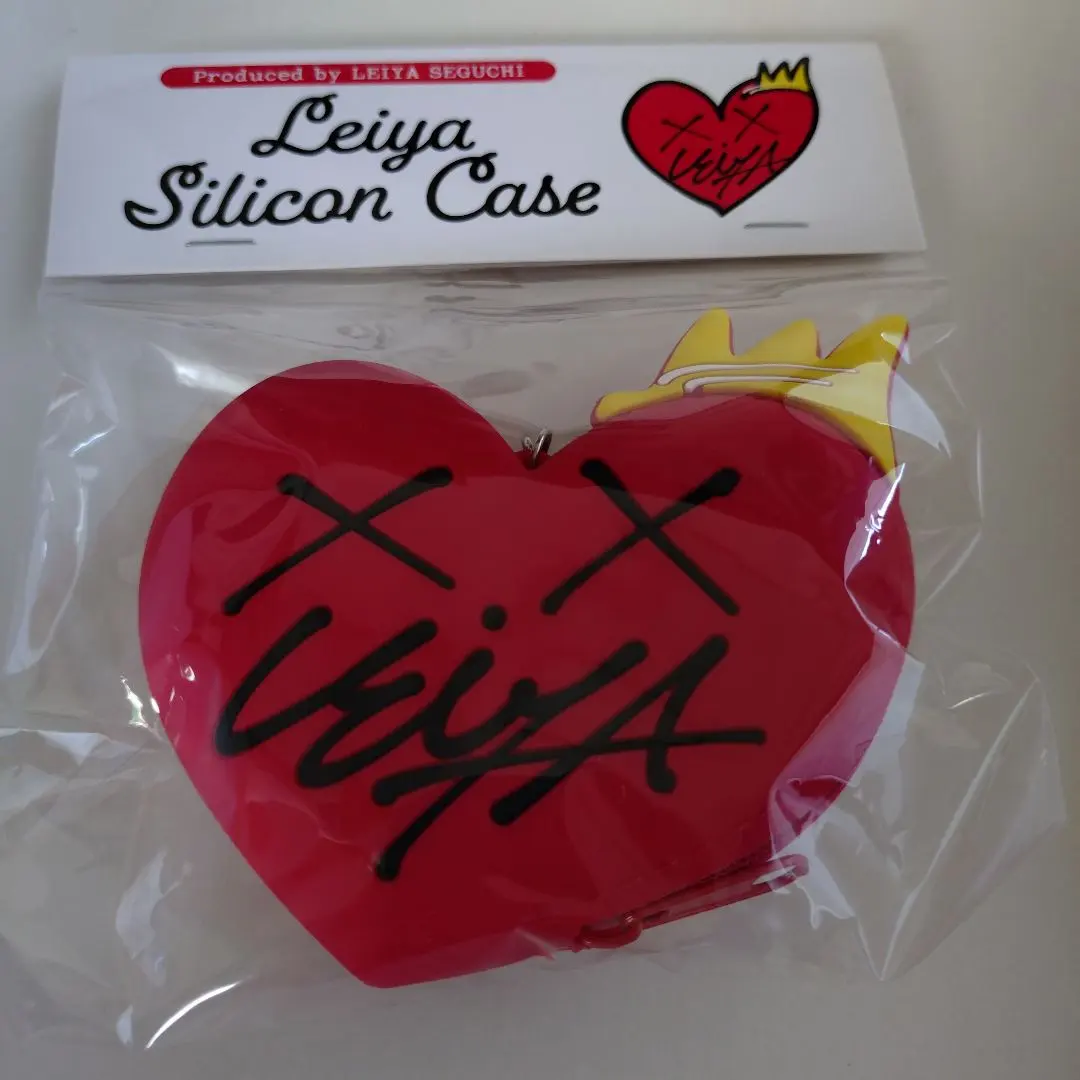 Produced by LEIYA SEGUCHI
Leiya
Silicon Case
LEiYA
LEiYA